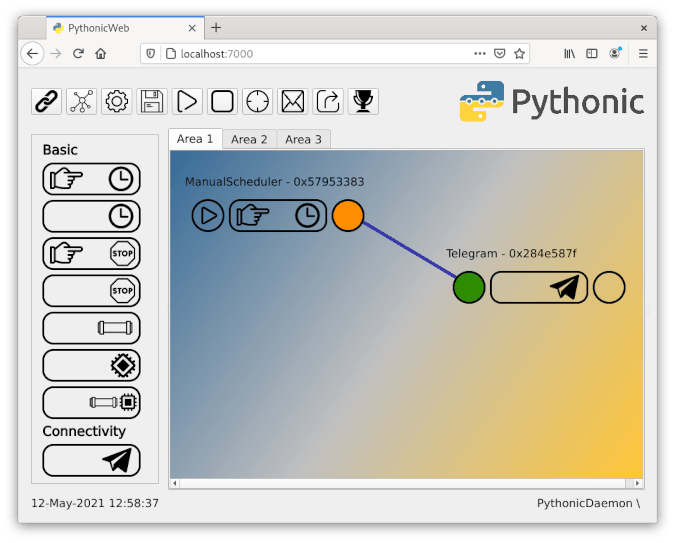 PythonicWeb
localhost:7000
Pythonic
Area 1
Area 2
Area 3
Basic
STOP
STOP
Connectivity
ManualScheduler - 0x57953383
Telegram - 0x284e587f
12-May-2021 12:58:37
PythonicDaemon \